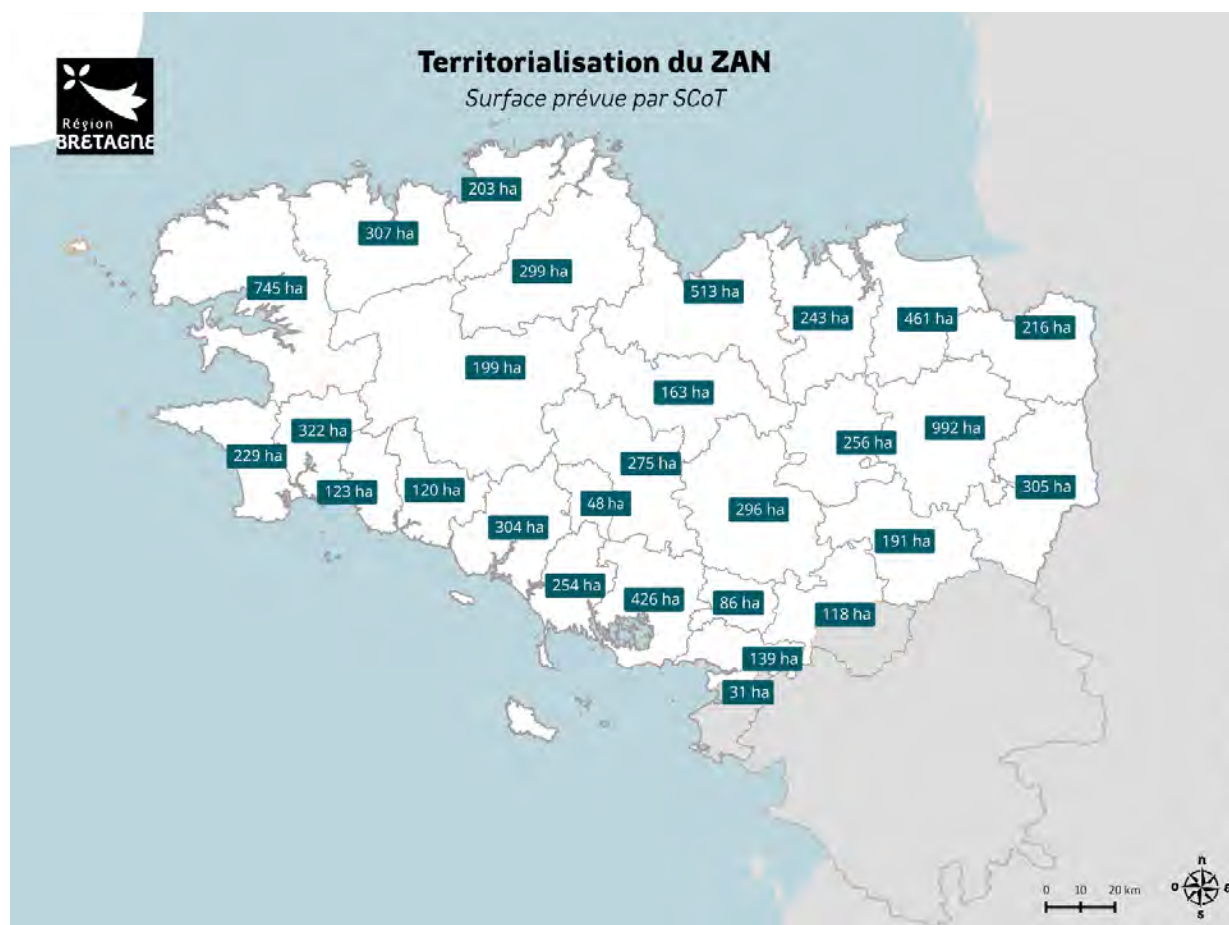 Territorialisation du ZAN
Surface prévue par SCoT
Région
BRETAGNE
203 ha
307 ha
299 ha
745 ha
513 ha
243 ha
461 ha
216 ha
199 ha
163 ha
322 ha
992 ha
229 ha
256 ha
275 ha
123 ha
120 ha
305 ha
48 ha
296 ha
304 ha
191 ha
254 ha
426 ha
86 ha
118 ha
139 ha
31 ha
n
o
e
s
0 10 20 km